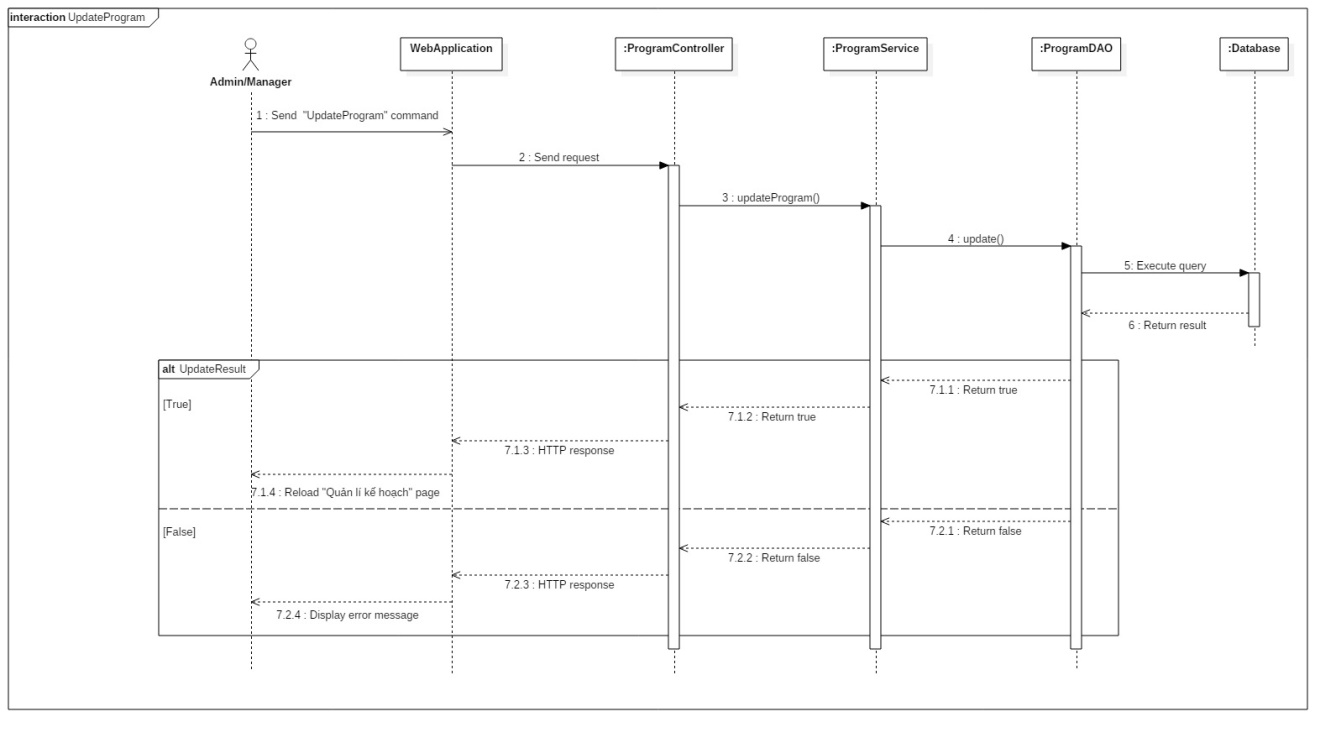 interaction UpdateProgram
Admin/Manager
WebApplication
:ProgramController
:ProgramService
:ProgramDAO
:Database
1 : Send "UpdateProgram" command
2 : Send request
3 : updateProgram()
4 : update()
5: Execute query
6 : Return result
alt UpdateResult
[True]
7.1.1 : Return true
7.1.2 : Return true
7.1.3 : HTTP response
7.1.4 : Reload "Quản lí kế hoạch" page
[False]
7.2.1 : Return false
7.2.2 : Return false
7.2.3 : HTTP response
7.2.4 : Display error message